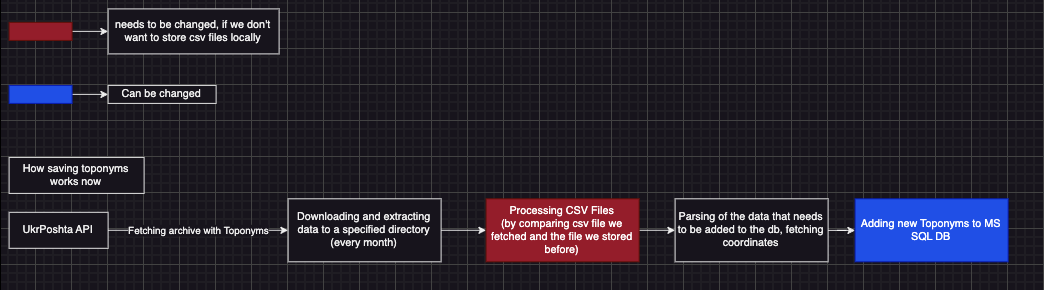 needs to be changed, if we don't
want to store csv files locally
Can be changed
How saving toponyms
works now
UkrPoshta API
Fetching archive with Toponyms
Downloading and extracting
data to a specified directory
(every month)
Processing CSV Files
(by comparing csv file we
fetched and the file we stored
before)
Parsing of the data that needs
to be added to the db, fetching
coordinates
Adding new Toponyms to MS
SQL DB